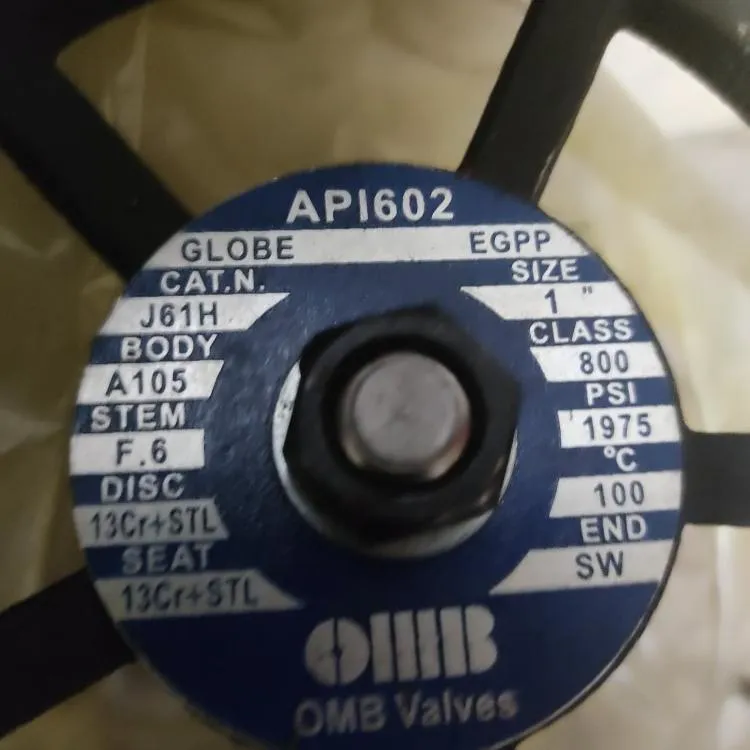 API602
GLOBE EGPP
CAT.N. SIZE
J61H 1 "
BODY CLASS
A105 800
STEM PSI
F.6 1975
DISC °C
13Cr+STL 100
SEAT END
13Cr+STL SW
OMB
OMB Valves